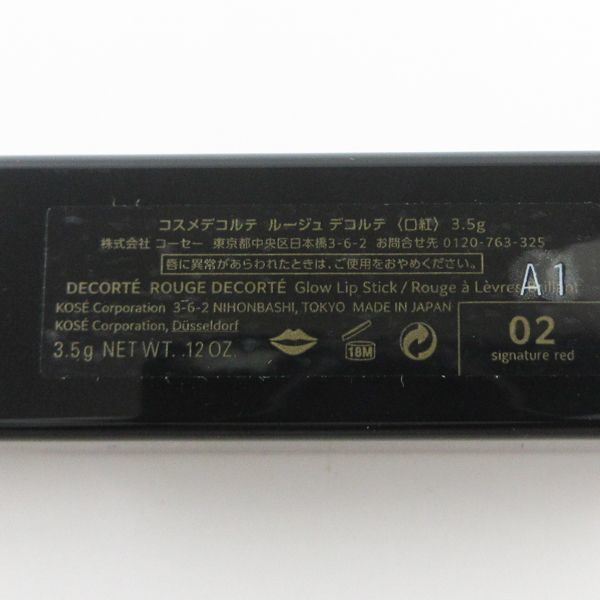 コスメデコルテ ルージュ デコルテ〈口紅〉3.5g
株式会社 コーセー 東京都中央区日本橋3-6-2 お問合せ先 0120-763-325
唇に異常があらわれたときは、ご使用をおやめください。
DECORTÉ ROUGE DECORTÉ Glow Lip Stick / Rouge à Lèvres
A1
KOSÉ Corporation 3-6-2 NIHONBASHI, TOKYO MADE IN JAPAN
KOSÉ Corporation, Düsseldorf
3.5g NET WT. .12 OZ.
18M
02
signature red